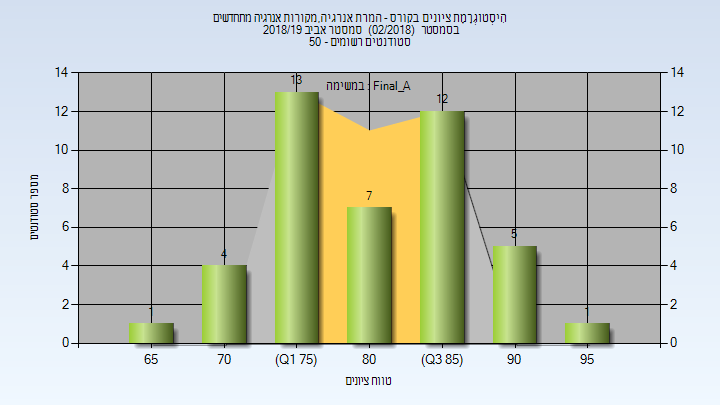 הִיסְטוֹגְרַמַת ציונים בקורס - המרת אנרגיה,מקורות אנרגיה מתחדשים
בסמסטר (02/2018) סמסטר אביב 2018/19
סטודנטים רשומים - 50
במשימה : Final_A
14 14
12 12
10 10
8 8
6 6
4 4
2 2
0 0
1 4 13 7 12 5 1
מספר סטודנטים
65 70 (Q1 75) 80 (Q3 85) 90 95
טווח ציונים